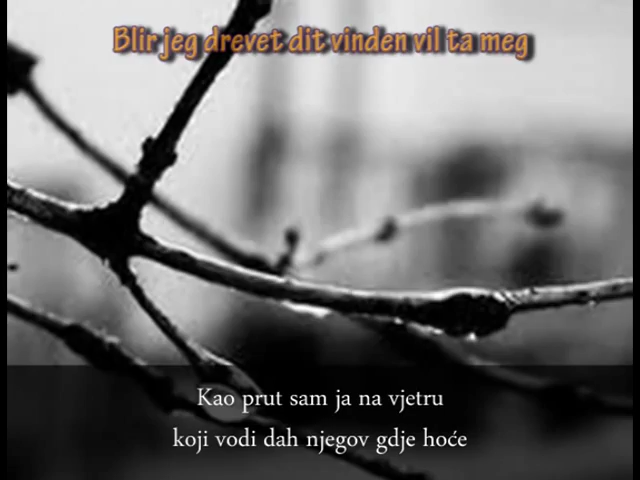 Blir jeg drevet dit vinden vil ta meg
Kao prut sam ja na vjetru
koji vodi dah njegov gdje hoće